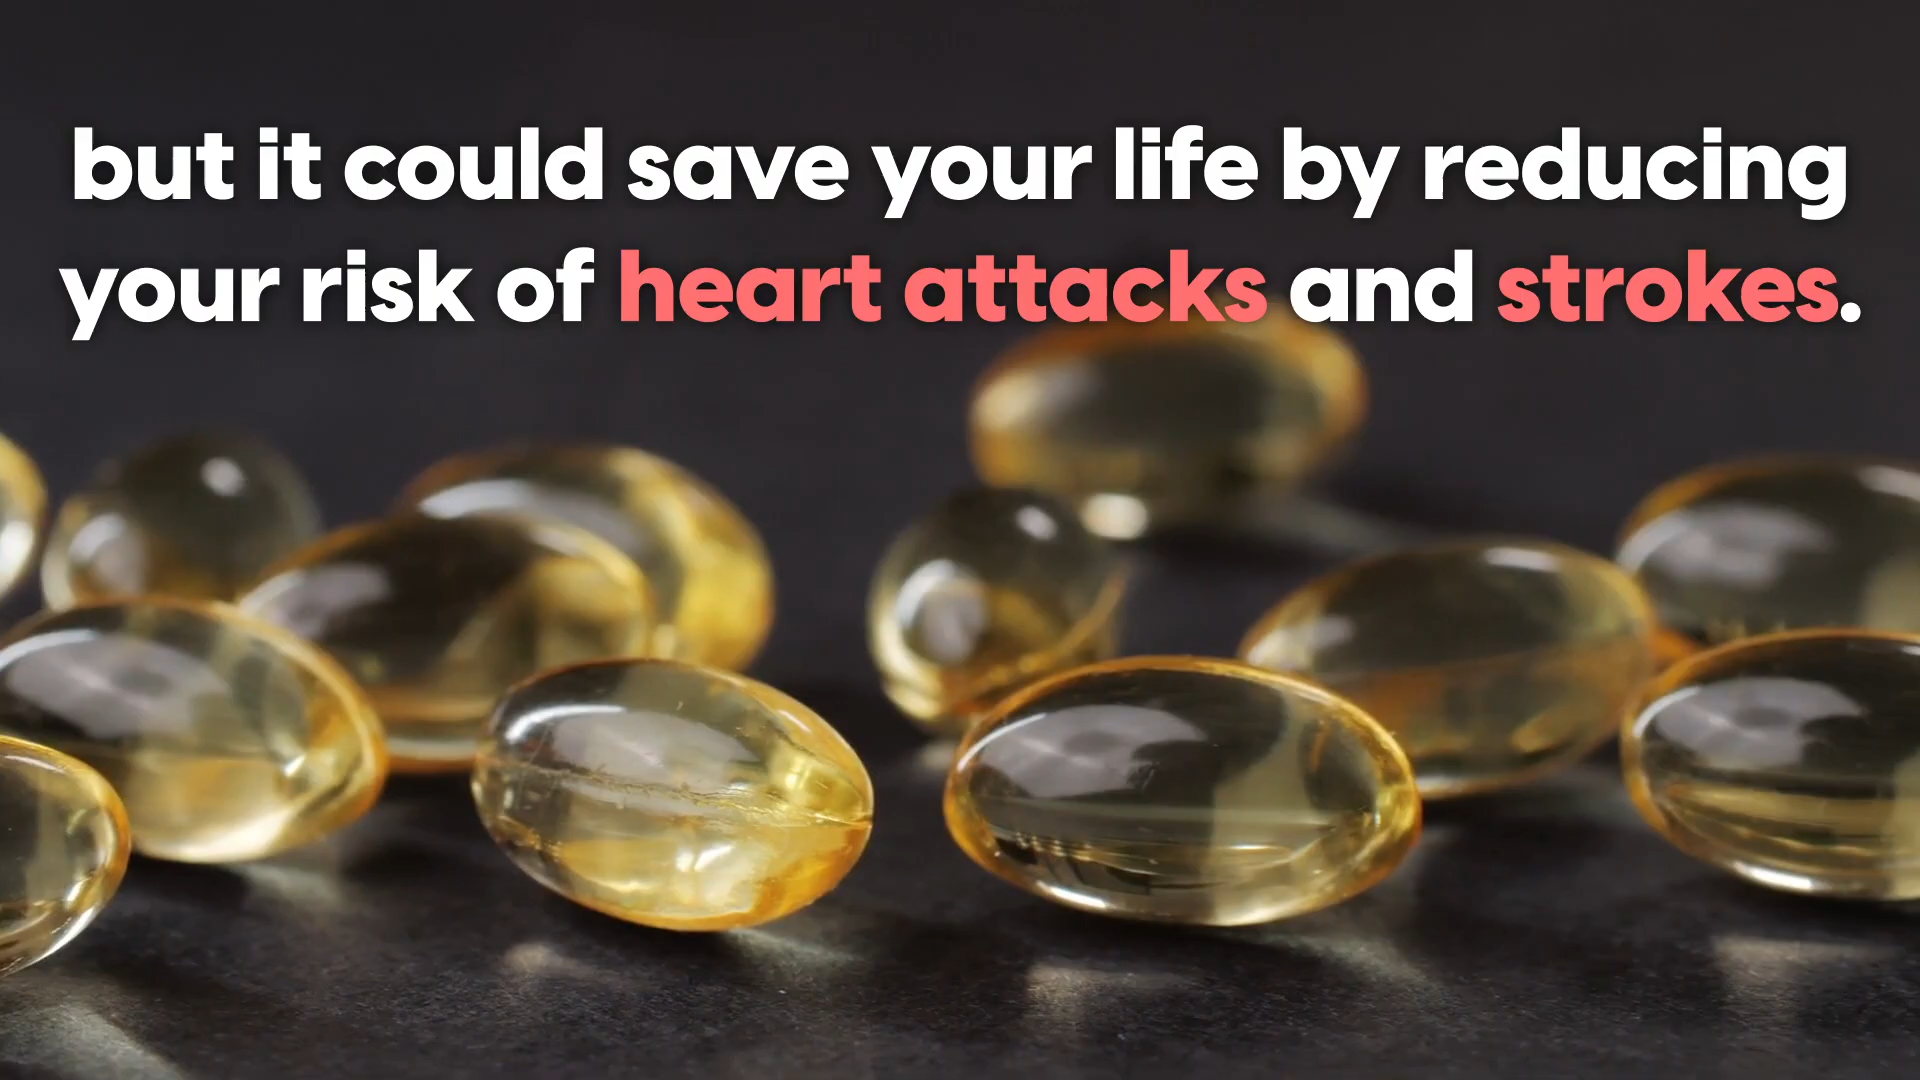 but it could save your life by reducing
your risk of heart attacks and strokes.